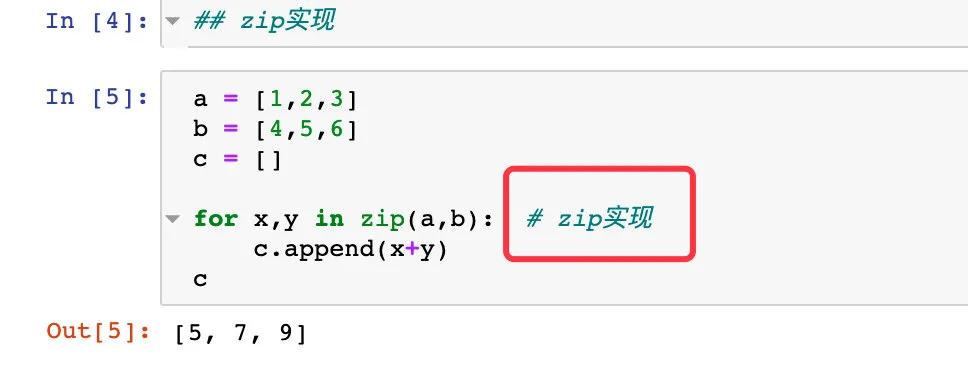 In [4]: ## zip实现
In [5]: a = [1,2,3]
b = [4,5,6]
c = []
for x,y in zip(a,b): # zip实现
c.append(x+y)
c
Out[5]: [5, 7, 9]